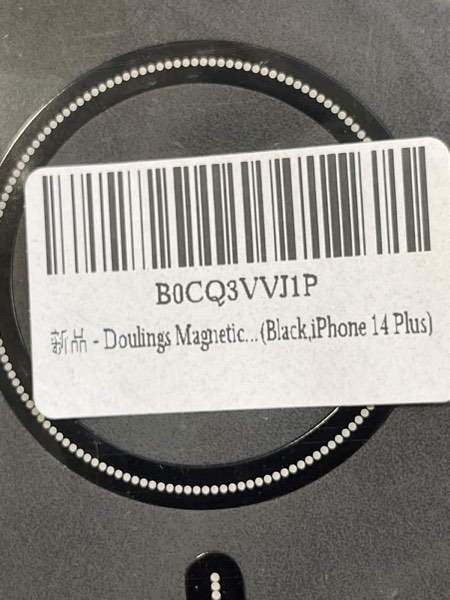 B0CQ3VVJ1P
新品 - Doulings Magnetic...(Black,iPhone 14 Plus)